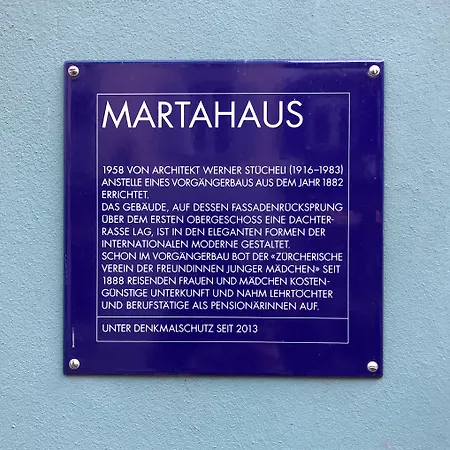 MARTAHAUS
1958 VON ARCHITEKT WERNER STÜCHELI (1916–1983)
ANSTELLE EINES VORGÄNGERBAUS AUS DEM JAHR 1882
ERRICHTET.
DAS GEBÄUDE, AUF DESSEN FASSADENRÜCKSPRUNG
ÜBER DEM ERSTEN OBERGESCHOSS EINE DACHTER-
RASSE LAG, IST IN DEN ELEGANTEN FORMEN DER
INTERNATIONALEN MODERNE GESTALTET.
SCHON IM VORGÄNGERBAU BOT DER «ZÜRCHERISCHE
VEREIN DER FREUNDINNEN JUNGER MÄDCHEN» SEIT
1888 REISENDEN FRAUEN UND MÄDCHEN KOSTEN-
GÜNSTIGE UNTERKUNFT UND NAHM LEHRTÖCHTER
UND BERUFSTÄTIGE ALS PENSIONÄRINNEN AUF.
UNTER DENKMALSCHUTZ SEIT 2013